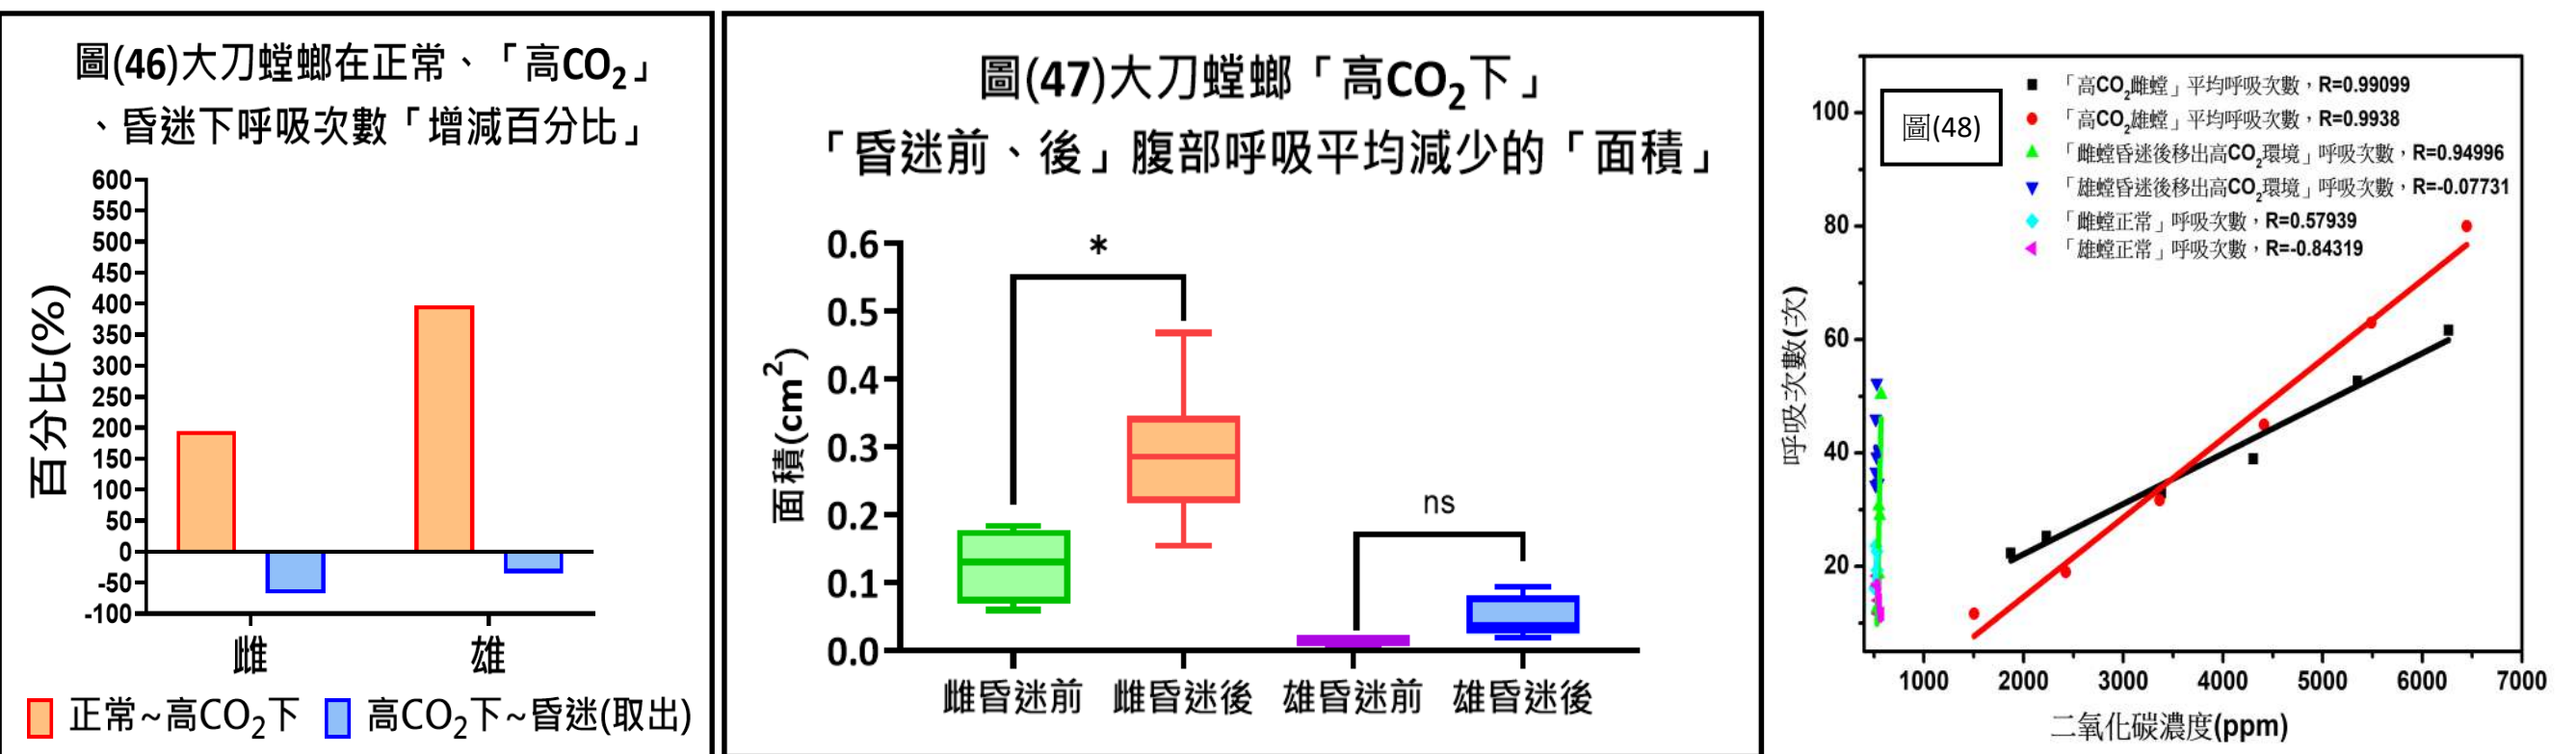 圖(46)大刀螳螂在正常、「高CO₂」
、昏迷下呼吸次數「增減百分比」
百分比(%)
600
550
500
450
400
350
300
250
200
150
100
50
0
-50
-100
雌
雄
正常~高CO₂下
高CO₂下~昏迷(取出)
圖(47)大刀螳螂「高CO₂下」
「昏迷前、後」腹部呼吸平均減少的「面積」
面積(cm²)
0.6
0.5
0.4
0.3
0.2
0.1
0.0
*
ns
雌昏迷前
雌昏迷後
雄昏迷前
雄昏迷後
圖(48)
「高CO₂雌螳」平均呼吸次數，R=0.99099
「高CO₂雄螳」平均呼吸次數，R=0.9938
「雌螳昏迷後移出高CO₂環境」呼吸次數，R=0.94996
「雄螳昏迷後移出高CO₂環境」呼吸次數，R=-0.07731
「雌螳正常」呼吸次數，R=0.57939
「雄螳正常」呼吸次數，R=-0.84319
呼吸次數(次)
100
80
60
40
20
1000
2000
3000
4000
5000
6000
7000
二氧化碳濃度(ppm)